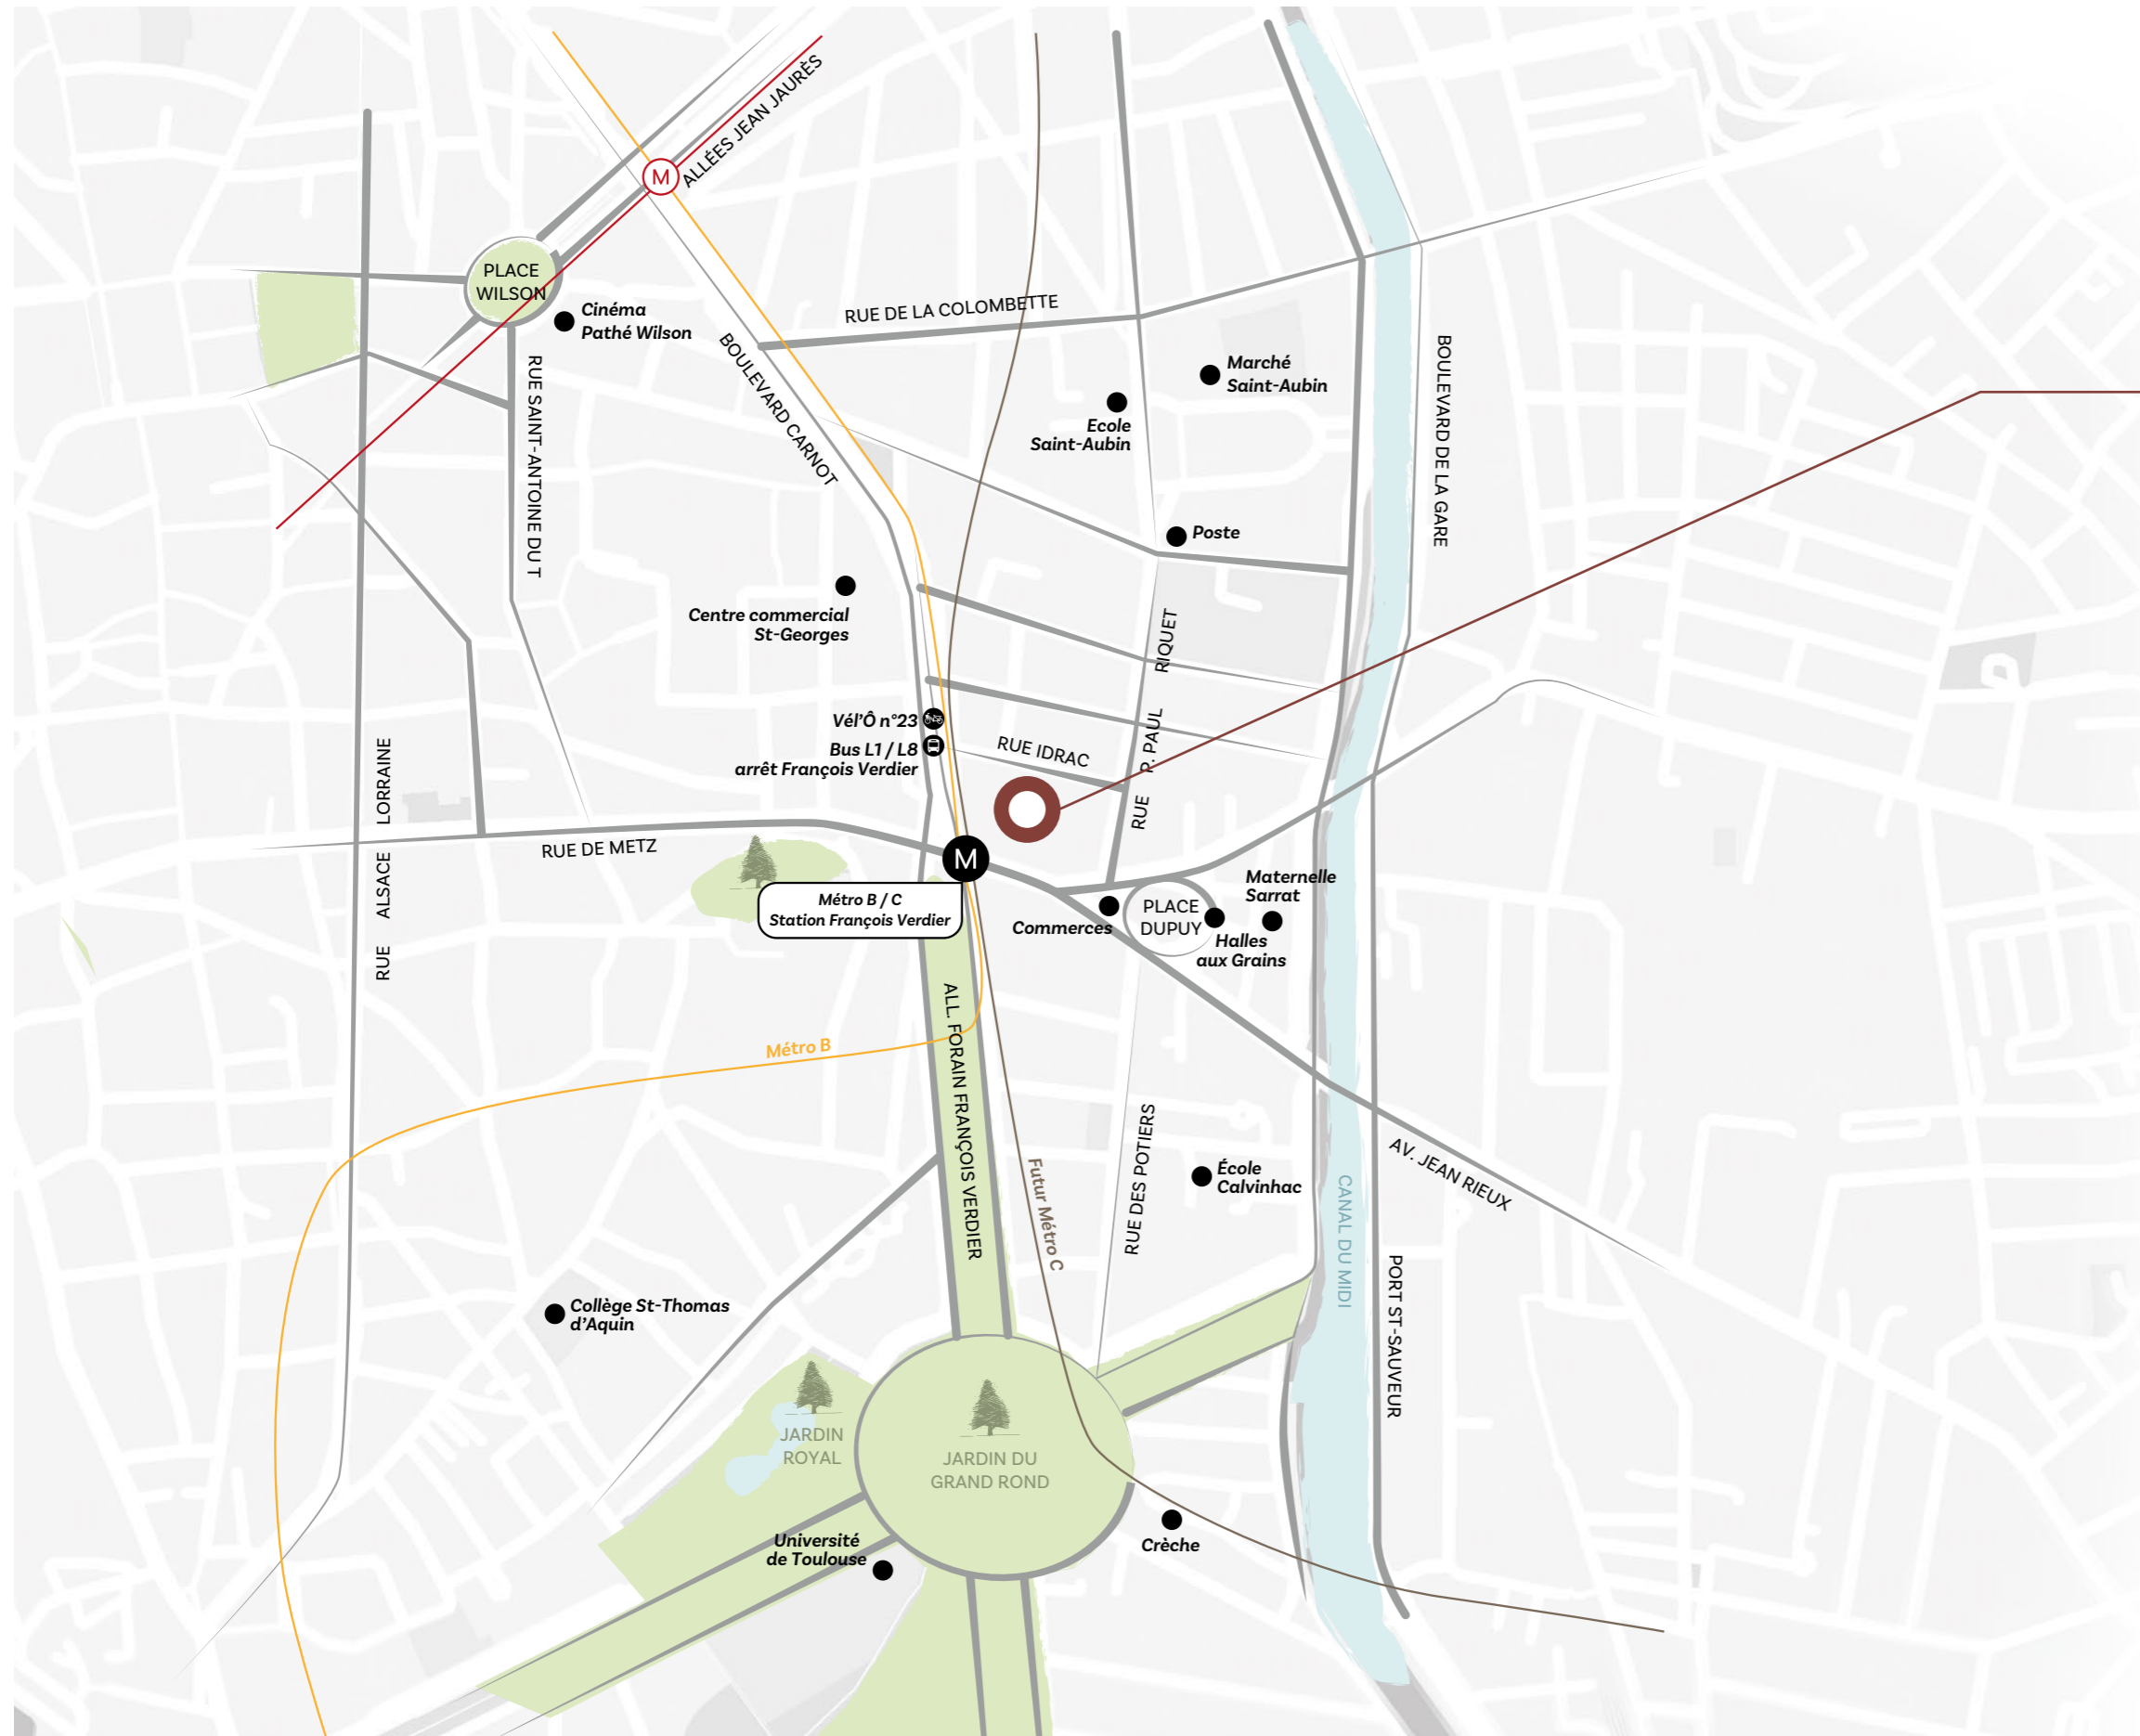 ALLÉES JEAN JAURÈS
M
PLACE
WILSON
Cinéma
Pathé Wilson
RUE DE LA COLOMBETTE
BOULEVARD CARNOT
RUE SAINT-ANTOINE DU T
Marché
Saint-Aubin
Ecole
Saint-Aubin
BOULEVARD DE LA GARE
Poste
Centre commercial
St-Georges
RUE P. PAUL RIQUET
Vél'Ô n°23
Bus L1 / L8
arrêt François Verdier
RUE IDRAC
RUE ALSACE LORRAINE
RUE DE METZ
M
Métro B / C
Station François Verdier
Commerces
PLACE
DUPUY
Maternelle
Sarrat
Halles
aux Grains
ALL. FORAIN FRANÇOIS VERDIER
Métro B
Futur Métro C
RUE DES POTIERS
École
Calvinhac
CANAL DU MIDI
AV. JEAN RIEUX
PORT ST-SAUVEUR
Collège St-Thomas
d'Aquin
JARDIN
ROYAL
JARDIN DU
GRAND ROND
Université
de Toulouse
Crèche